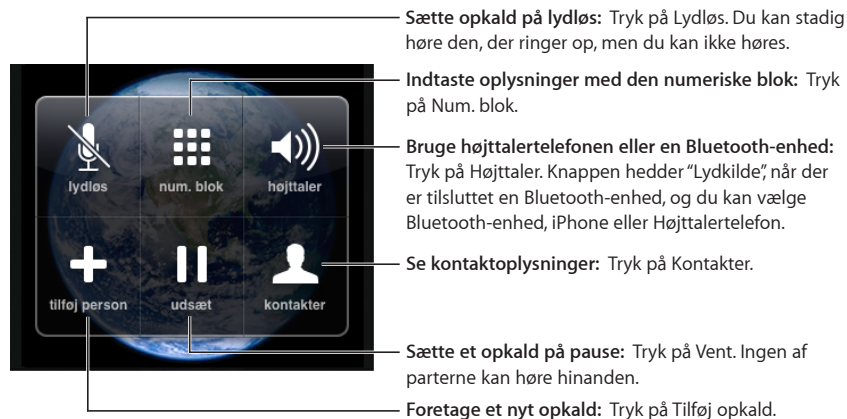 Sætte opkald på lydløs: Tryk på Lydløs. Du kan stadig
høre den, der ringer op, men du kan ikke høres.
Indtaste oplysninger med den numeriske blok: Tryk
på Num. blok.
Bruge højttalertelefonen eller en Bluetooth-enhed:
Tryk på Højttaler. Knappen hedder “Lydkilde”, når der
er tilsluttet en Bluetooth-enhed, og du kan vælge
Bluetooth-enhed, iPhone eller Højttalertelefon.
Se kontaktoplysninger: Tryk på Kontakter.
Sætte et opkald på pause: Tryk på Vent. Ingen af
parterne kan høre hinanden.
Foretage et nyt opkald: Tryk på Tilføj opkald.
lydløs num. blok højttaler
tilføj person udsæt kontakter